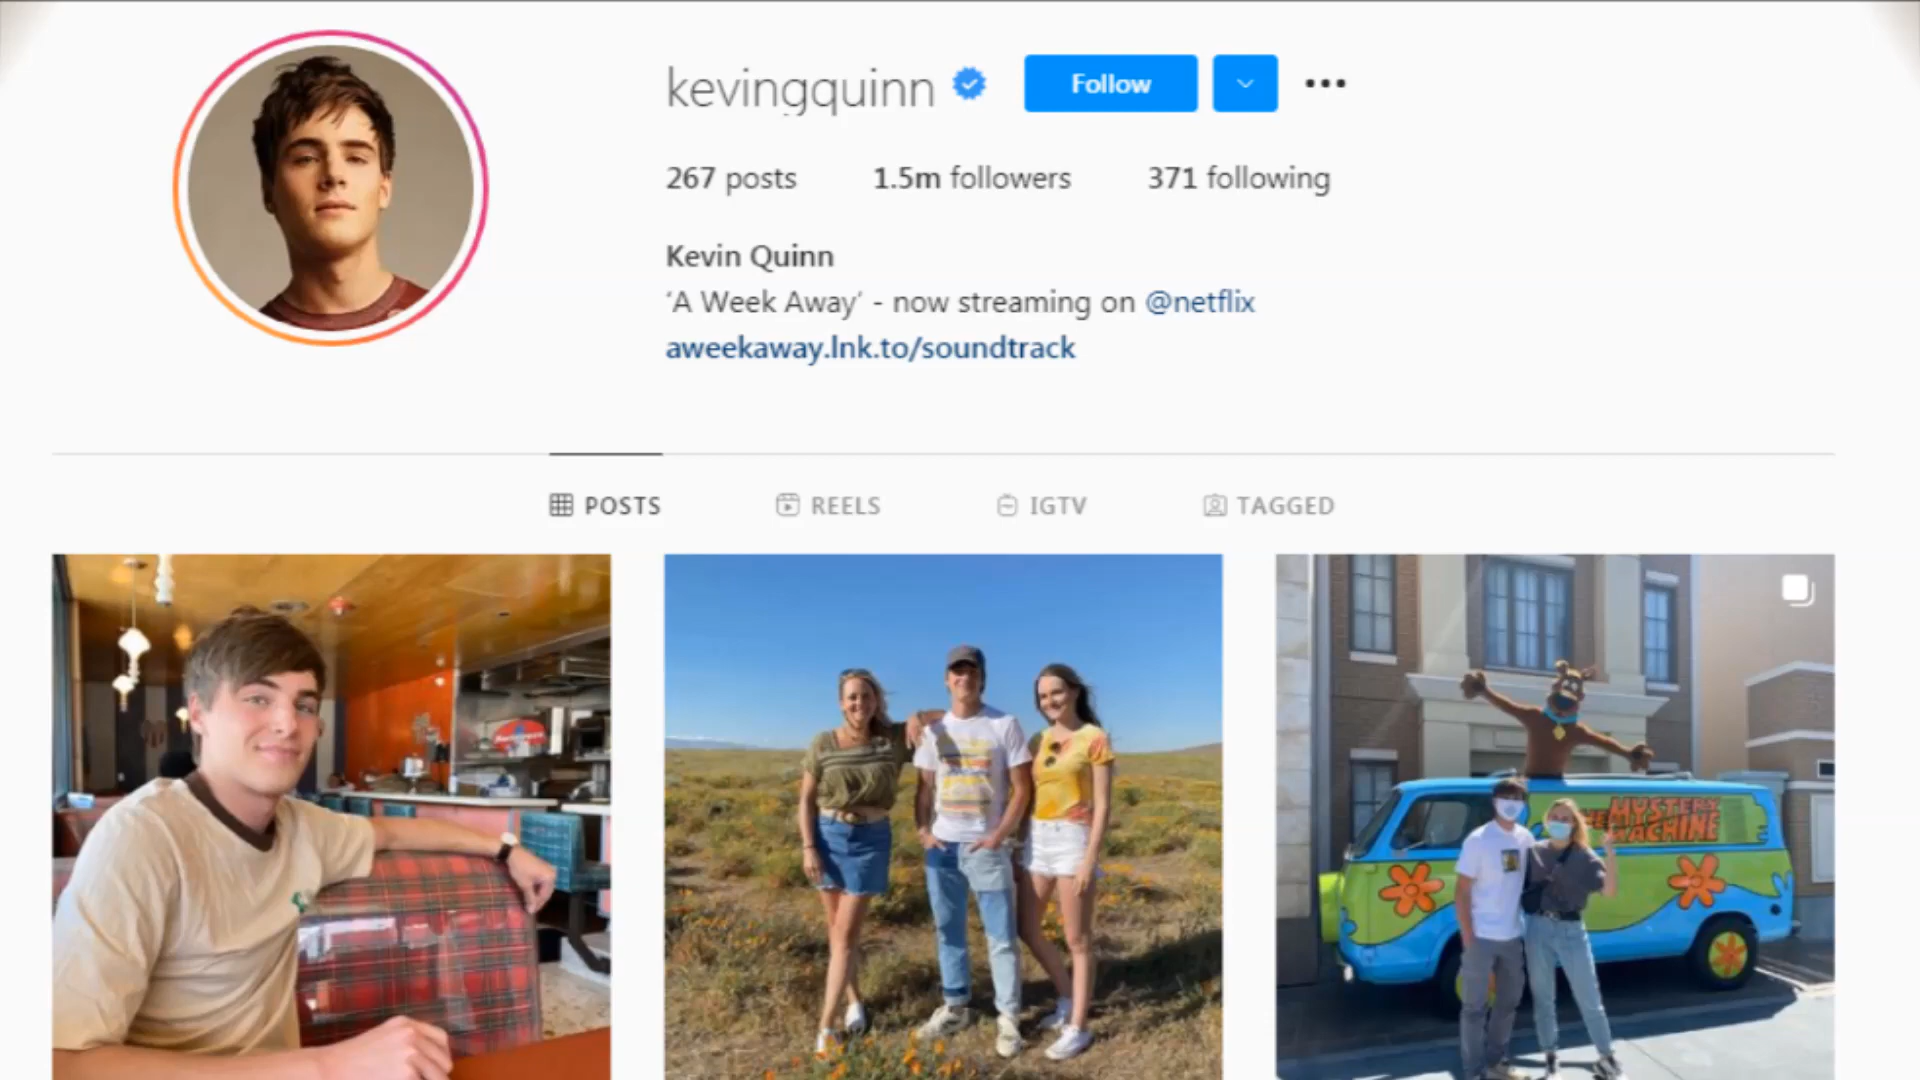 kevingquinn Follow
267 posts 1.5m followers 371 following
Kevin Quinn
‘A Week Away’ - now streaming on @netflix
aweekaway.lnk.to/soundtrack
POSTS REELS IGTV TAGGED
THE MYSTERY
MACHINE